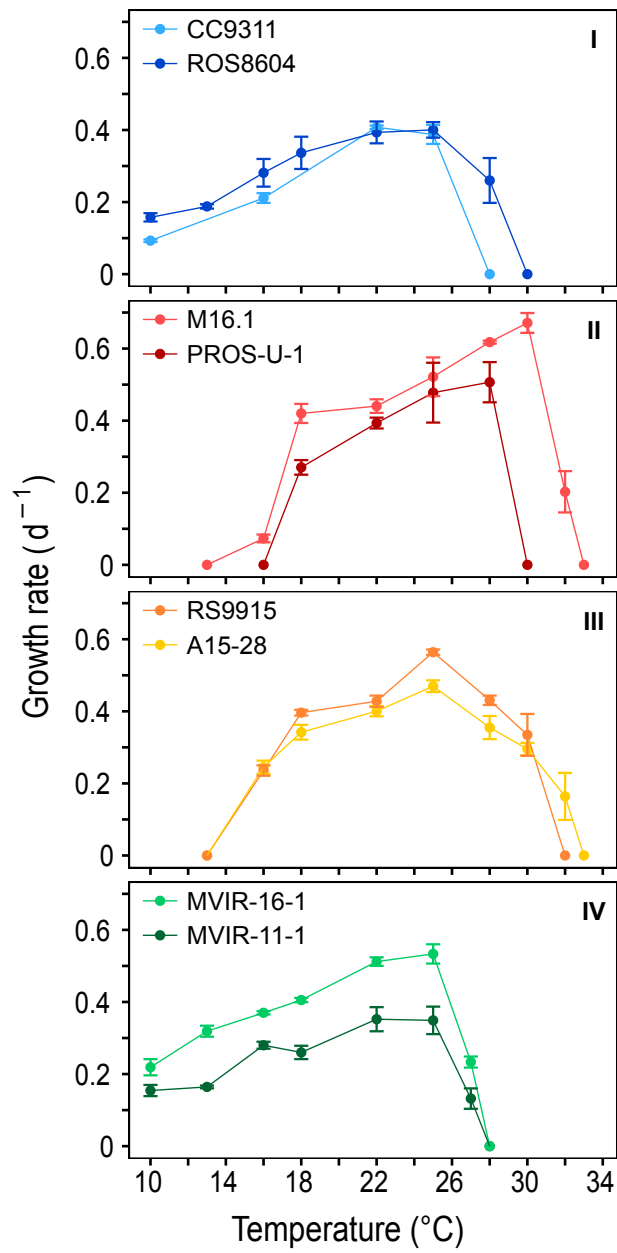 CC9311
I
ROS8604
0.6
0.4
0.2
0
M16.1
II
PROS-U-1
0.6
0.4
0.2
0
RS9915
III
A15-28
0.6
0.4
0.2
0
MVIR-16-1
IV
MVIR-11-1
0.6
0.4
0.2
0
Growth rate (d⁻¹)
10 14 18 22 26 30 34
Temperature (°C)